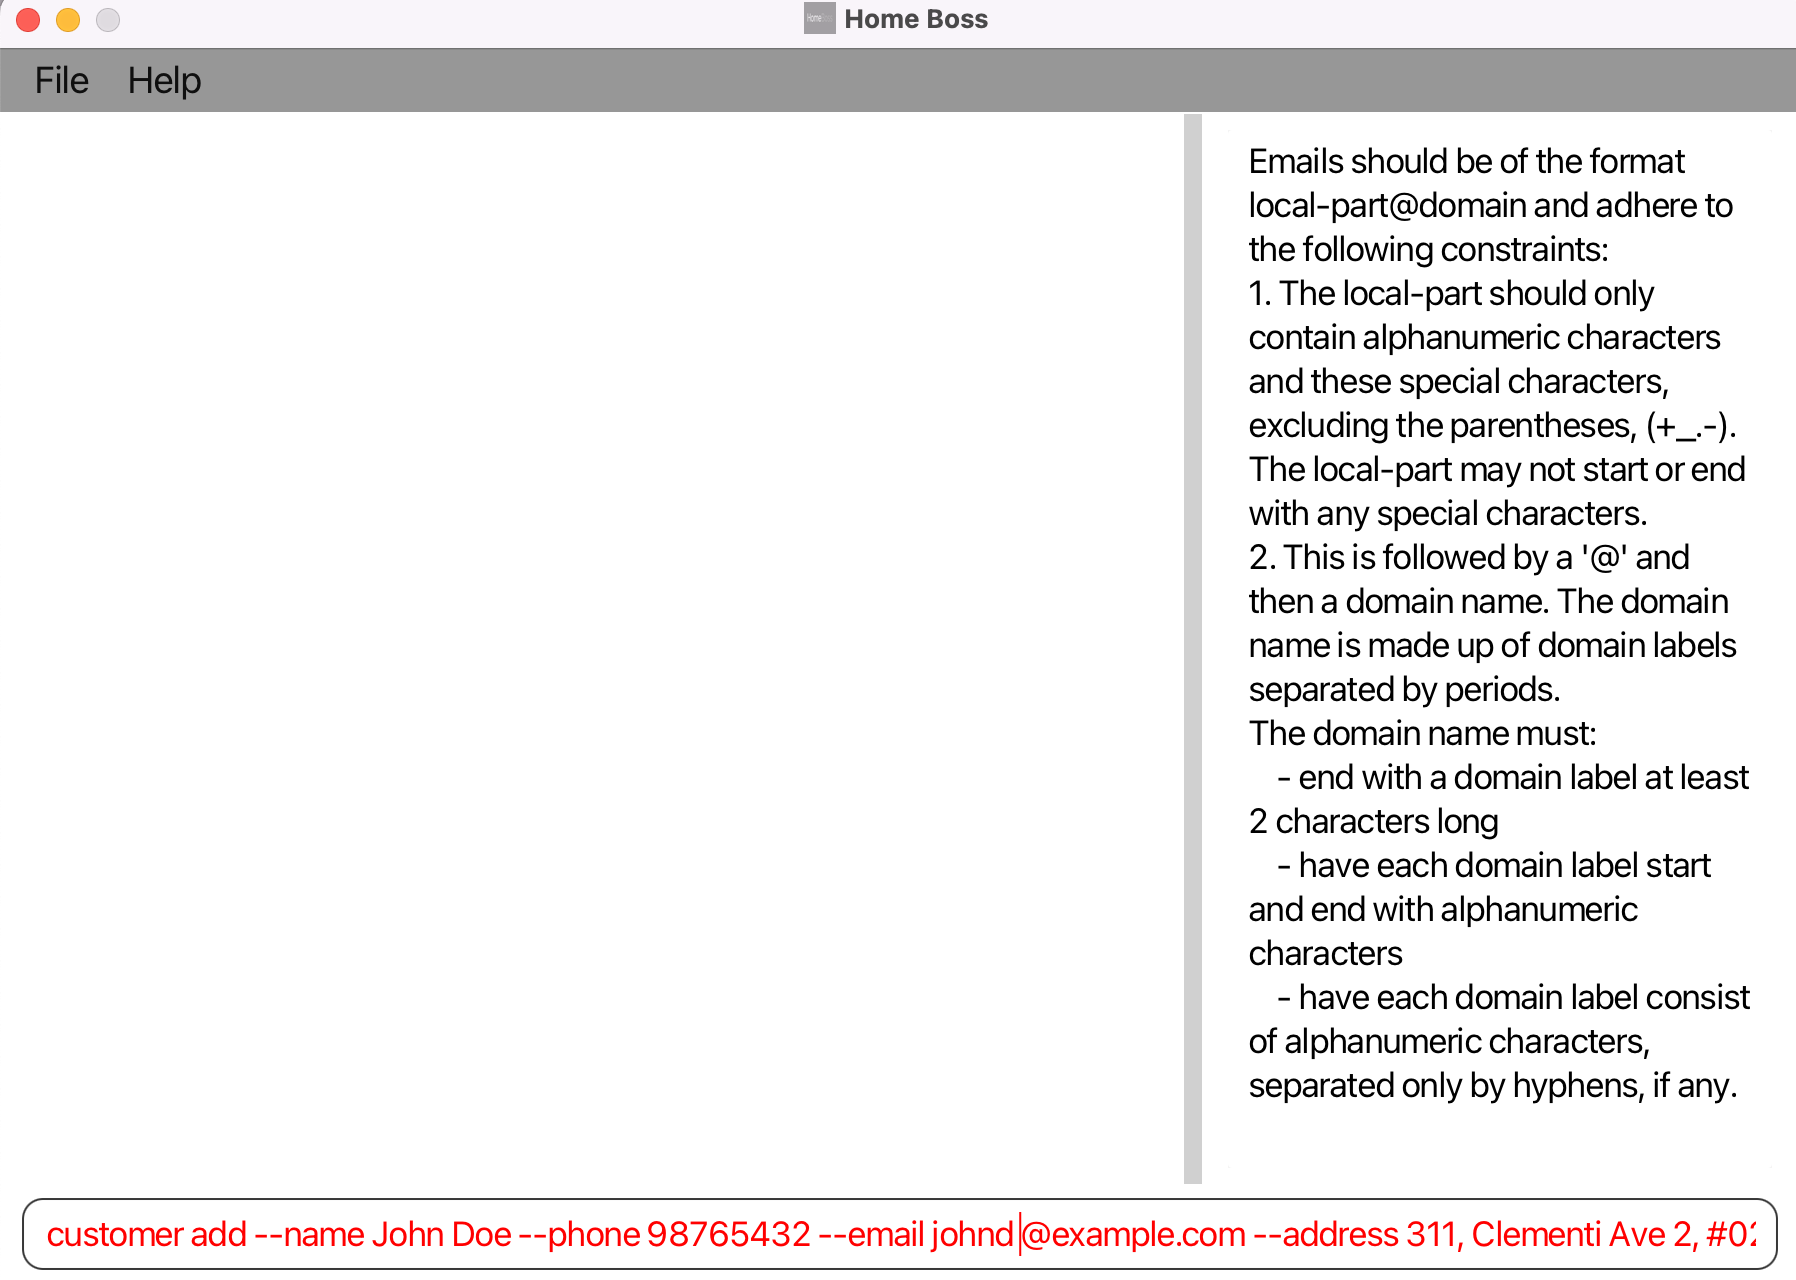 Home Boss
File Help
Emails should be of the format
local-part@domain and adhere to
the following constraints:
1. The local-part should only
contain alphanumeric characters
and these special characters,
excluding the parentheses, (+_.-).
The local-part may not start or end
with any special characters.
2. This is followed by a '@' and
then a domain name. The domain
name is made up of domain labels
separated by periods.
The domain name must:
- end with a domain label at least
2 characters long
- have each domain label start
and end with alphanumeric
characters
- have each domain label consist
of alphanumeric characters,
separated only by hyphens, if any.
customer add --name John Doe --phone 98765432 --email johnd @example.com --address 311, Clementi Ave 2, #02